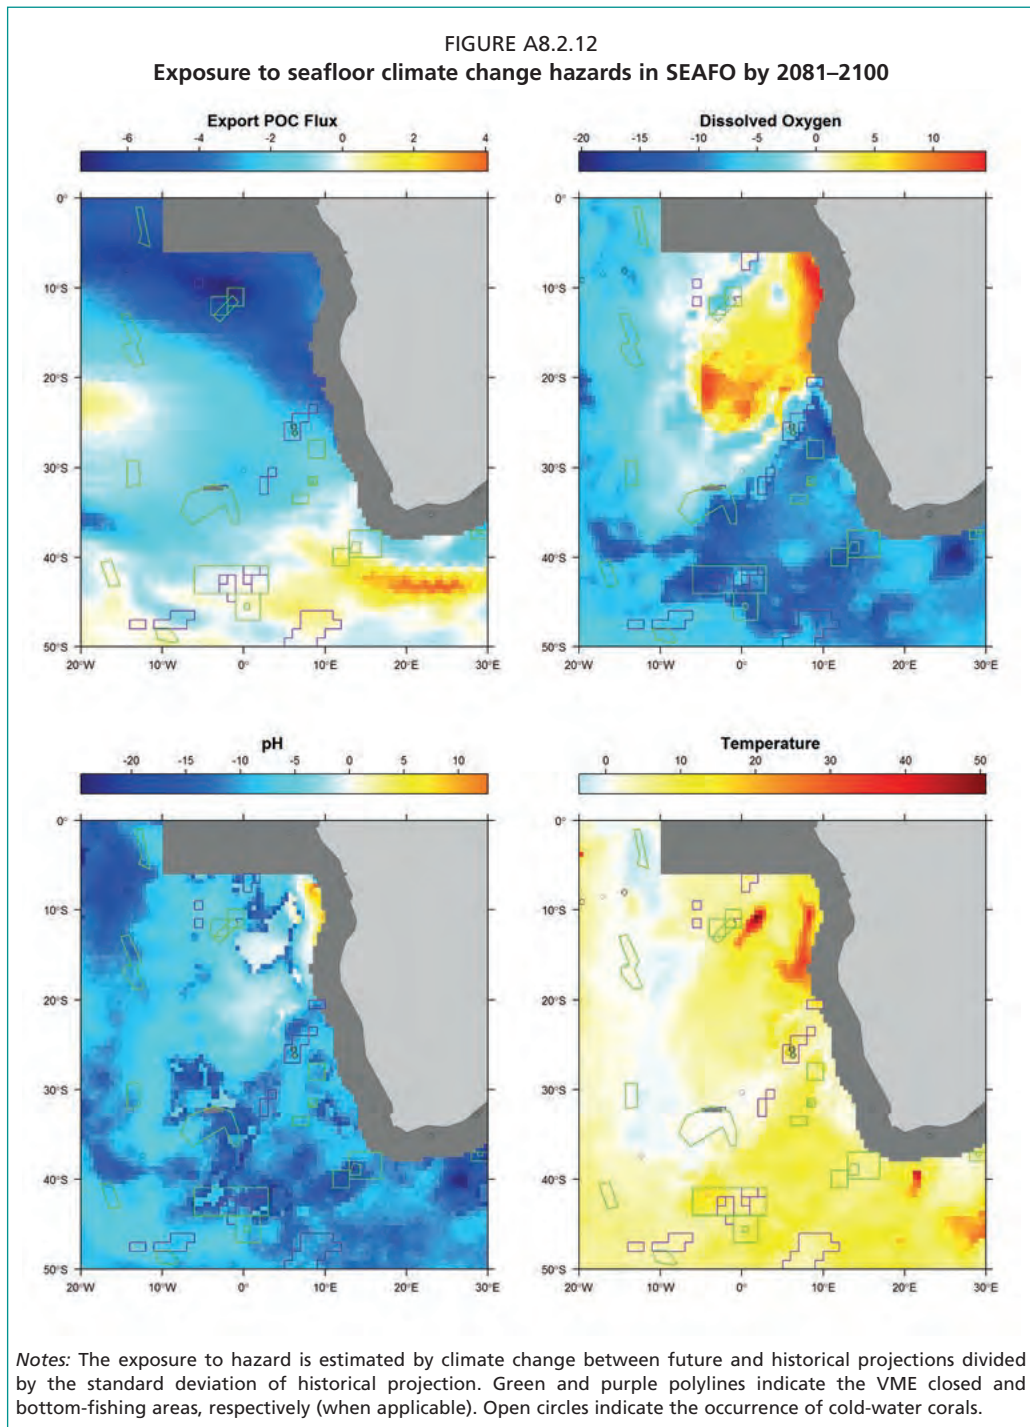 FIGURE A8.2.12
Exposure to seafloor climate change hazards in SEAFO by 2081–2100
Export POC Flux
-6 -4 -2 0 2 4
0°
10°S
20°S
30°S
40°S
50°S
20°W 10°W 0° 10°E 20°E 30°E
Dissolved Oxygen
-20 -15 -10 -5 0 5 10
0°
10°S
20°S
30°S
40°S
50°S
20°W 10°W 0° 10°E 20°E 30°E
pH
-20 -15 -10 -5 0 5 10
0°
10°S
20°S
30°S
40°S
50°S
20°W 10°W 0° 10°E 20°E 30°E
Temperature
0 10 20 30 40 50
0°
10°S
20°S
30°S
40°S
50°S
20°W 10°W 0° 10°E 20°E 30°E
Notes: The exposure to hazard is estimated by climate change between future and historical projections divided
by the standard deviation of historical projection. Green and purple polylines indicate the VME closed and
bottom-fishing areas, respectively (when applicable). Open circles indicate the occurrence of cold-water corals.